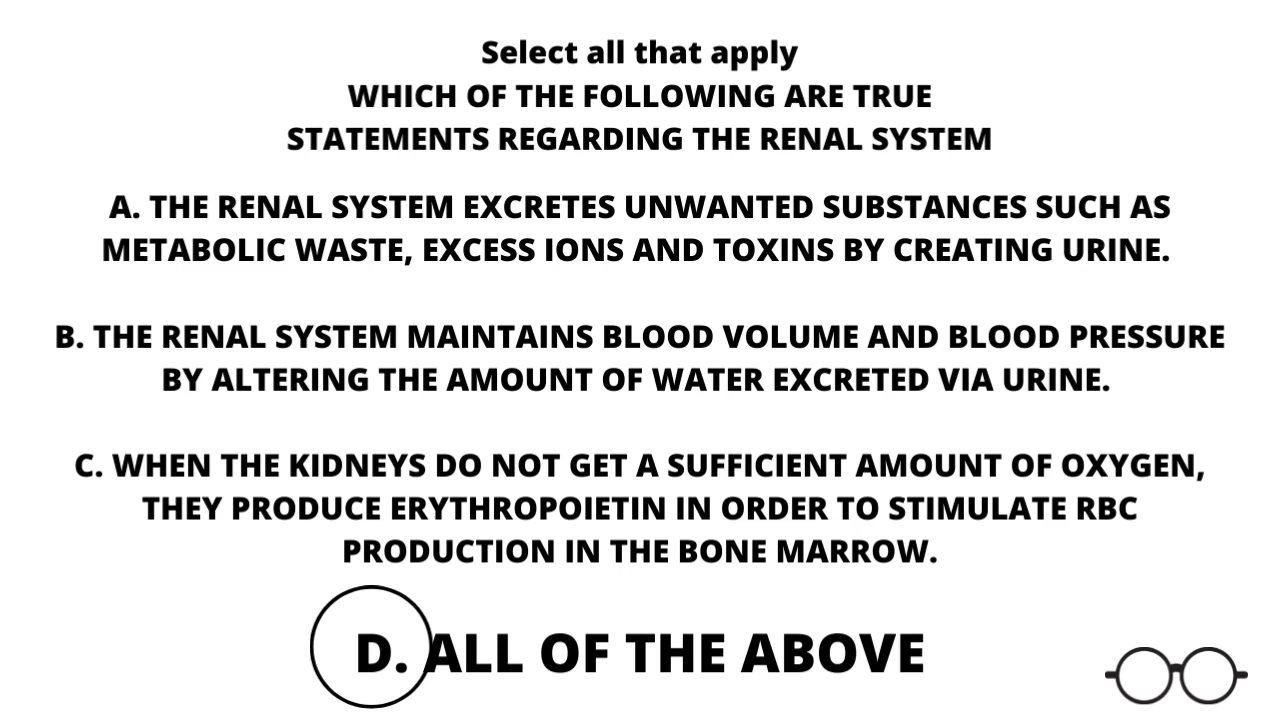 Select all that apply
WHICH OF THE FOLLOWING ARE TRUE
STATEMENTS REGARDING THE RENAL SYSTEM
A. THE RENAL SYSTEM EXCRETES UNWANTED SUBSTANCES SUCH AS
METABOLIC WASTE, EXCESS IONS AND TOXINS BY CREATING URINE.
B. THE RENAL SYSTEM MAINTAINS BLOOD VOLUME AND BLOOD PRESSURE
BY ALTERING THE AMOUNT OF WATER EXCRETED VIA URINE.
C. WHEN THE KIDNEYS DO NOT GET A SUFFICIENT AMOUNT OF OXYGEN,
THEY PRODUCE ERYTHROPOIETIN IN ORDER TO STIMULATE RBC
PRODUCTION IN THE BONE MARROW.
D. ALL OF THE ABOVE